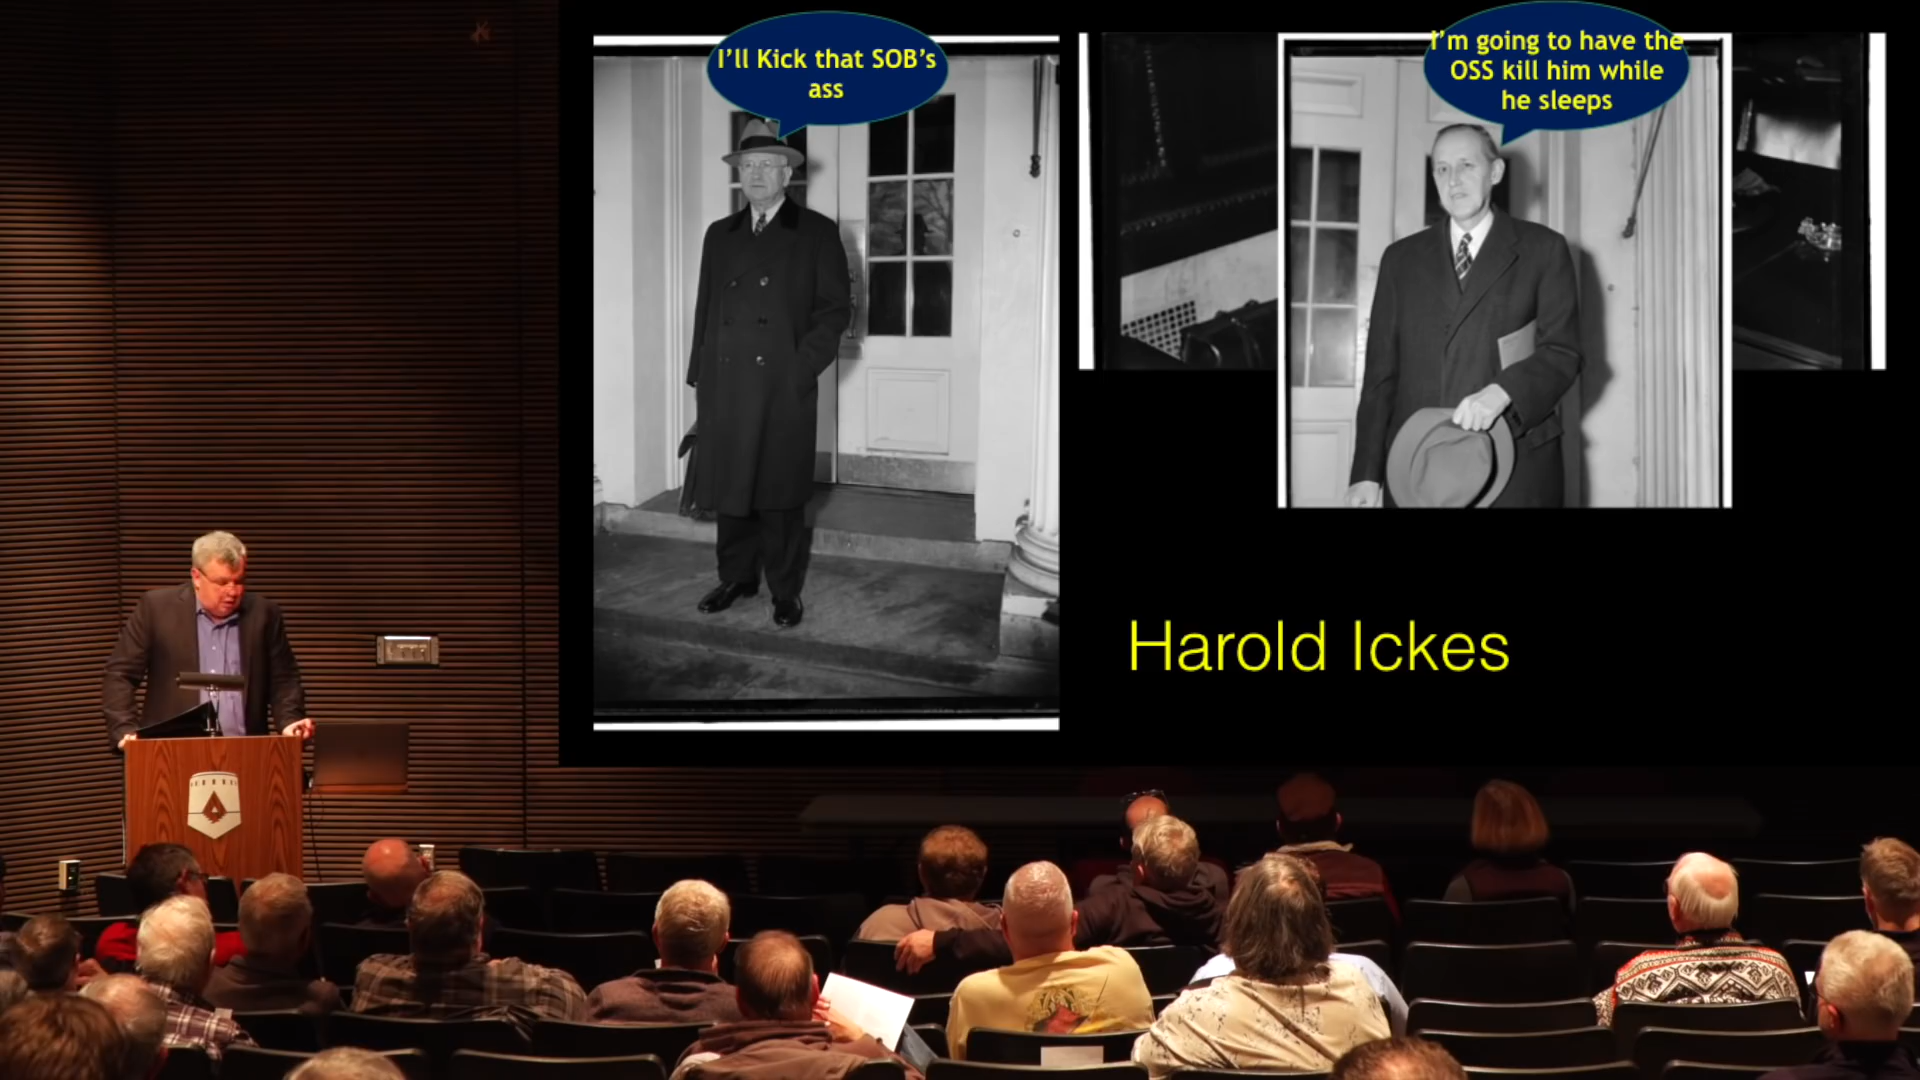 I'll Kick that SOB's
ass
I'm going to have the
OSS kill him while
he sleeps
Harold Ickes